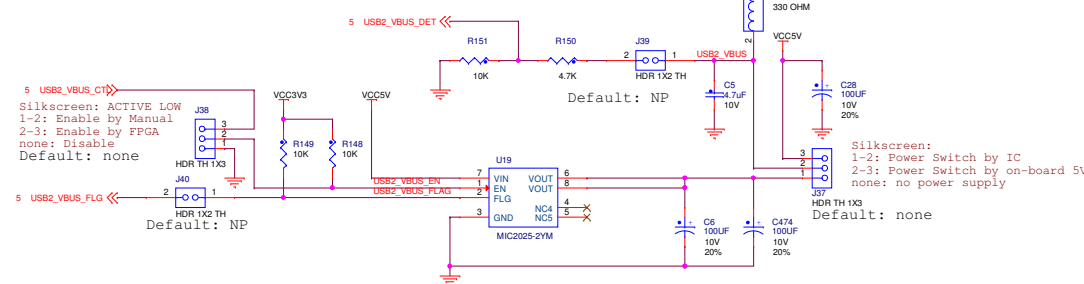 330 OHM
2
5 USB2_VBUS_DET
R151
10K
R150
4.7K
J39
2 1
HDR 1X2 TH
Default: NP
USB2_VBUS
C5
4.7uF
10V
VCC5V
C28
100UF
10V
20%
5 USB2_VBUS_CTL
Silkscreen: ACTIVE LOW
1-2: Enable by Manual
2-3: Enable by FPGA
none: Disable
Default: none
J38
3
2
1
HDR TH 1X3
VCC3V3
R149
10K
R148
10K
VCC5V
J40
2 1
HDR 1X2 TH
5 USB2_VBUS_FLG
Default: NP
USB2_VBUS_EN
USB2_VBUS_FLAG
U19
7 VIN VOUT 6
1 EN VOUT 8
2 FLG
NC4 4
3 GND NC5 5
MIC2025-2YM
C6
100UF
10V
20%
C474
100UF
10V
20%
3
2
1
J37
HDR TH 1X3
Silkscreen:
1-2: Power Switch by IC
2-3: Power Switch by on-board 5V
none: no power supply
Default: none